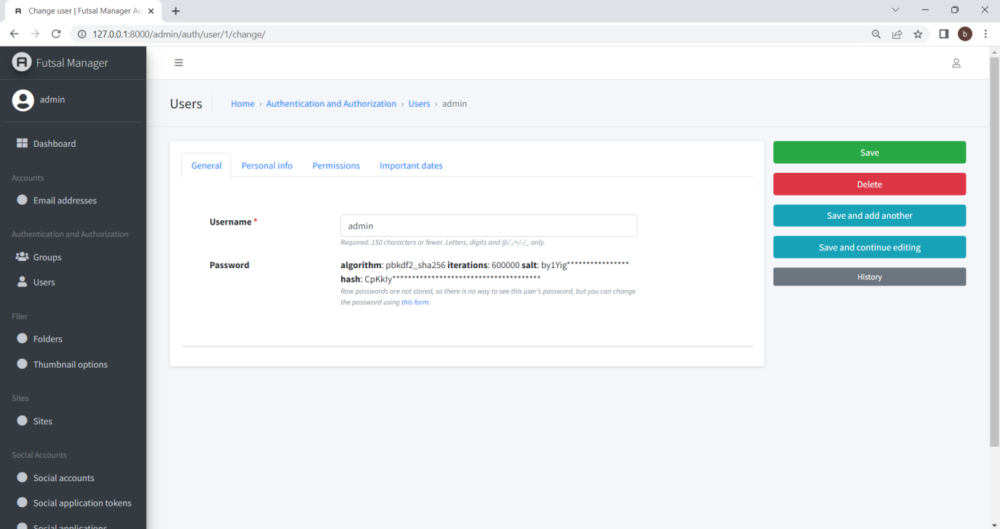 Change user | Futsal Manager Ad
127.0.0.1:8000/admin/auth/user/1/change/
b
Futsal Manager
admin
Dashboard
Accounts
Email addresses
Authentication and Authorization
Groups
Users
Filer
Folders
Thumbnail options
Sites
Sites
Social Accounts
Social accounts
Social application tokens
Social applications
Users
Home › Authentication and Authorization › Users › admin
General Personal info Permissions Important dates
Username *
admin
Required. 150 characters or fewer. Letters, digits and @/./+/-/_ only.
Password
algorithm: pbkdf2_sha256 iterations: 600000 salt: by1Yig****************
hash: CpKkIy**************************************
Raw passwords are not stored, so there is no way to see this user's password, but you can change
the password using this form.
Save
Delete
Save and add another
Save and continue editing
History